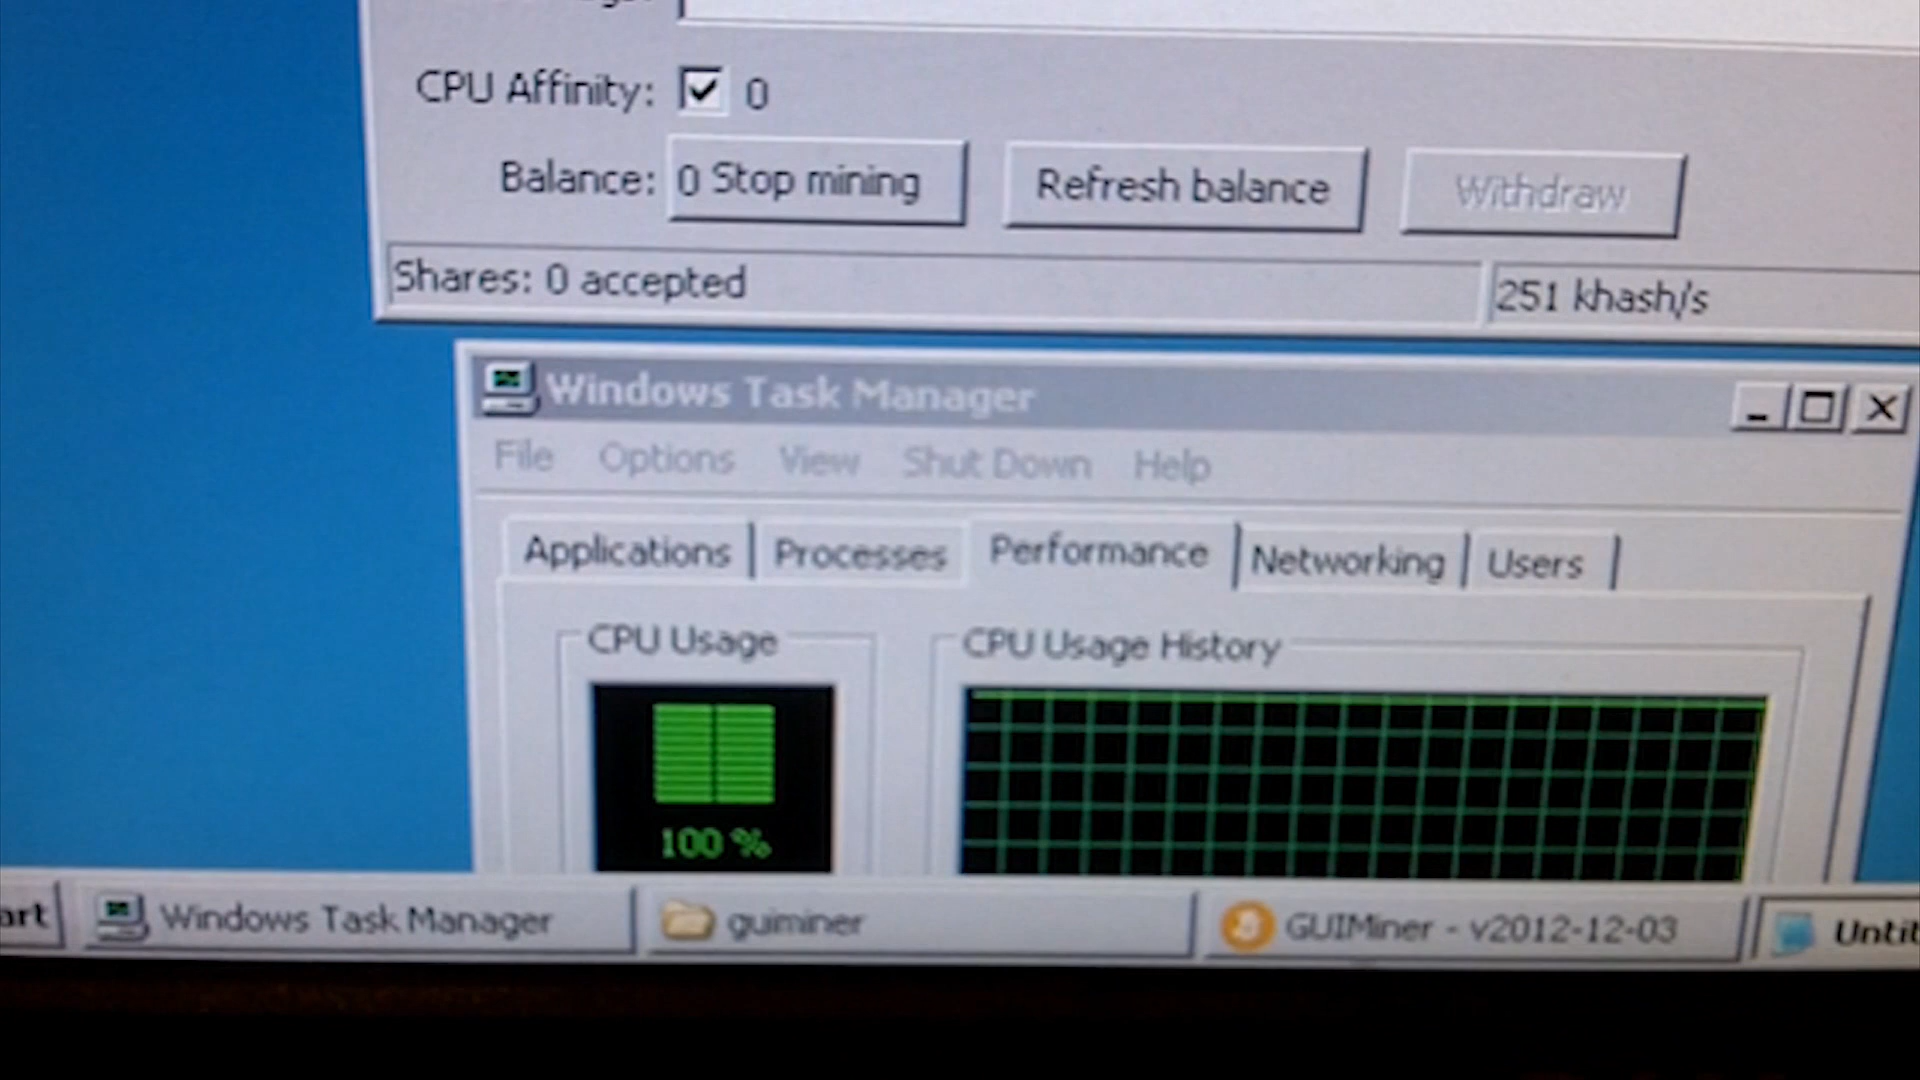 CPU Affinity: 0
Balance: 0 Stop mining Refresh balance Withdraw
Shares: 0 accepted 251 khash/s
Windows Task Manager
File Options View Shut Down Help
Applications Processes Performance Networking Users
CPU Usage CPU Usage History
100 %
art Windows Task Manager guiminer GUIMiner - v2012-12-03 Untit